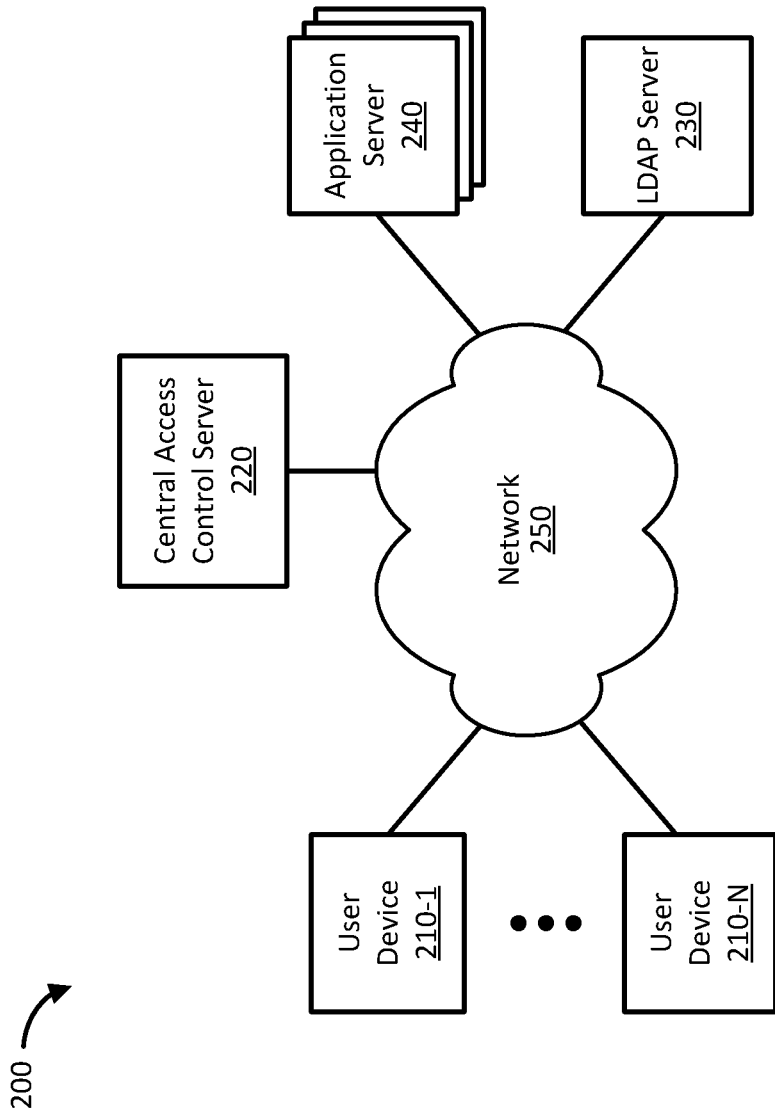 200
Central Access
Control Server
220
Application
Server
240
User
Device
210-1
Network
250
User
Device
210-N
LDAP Server
230